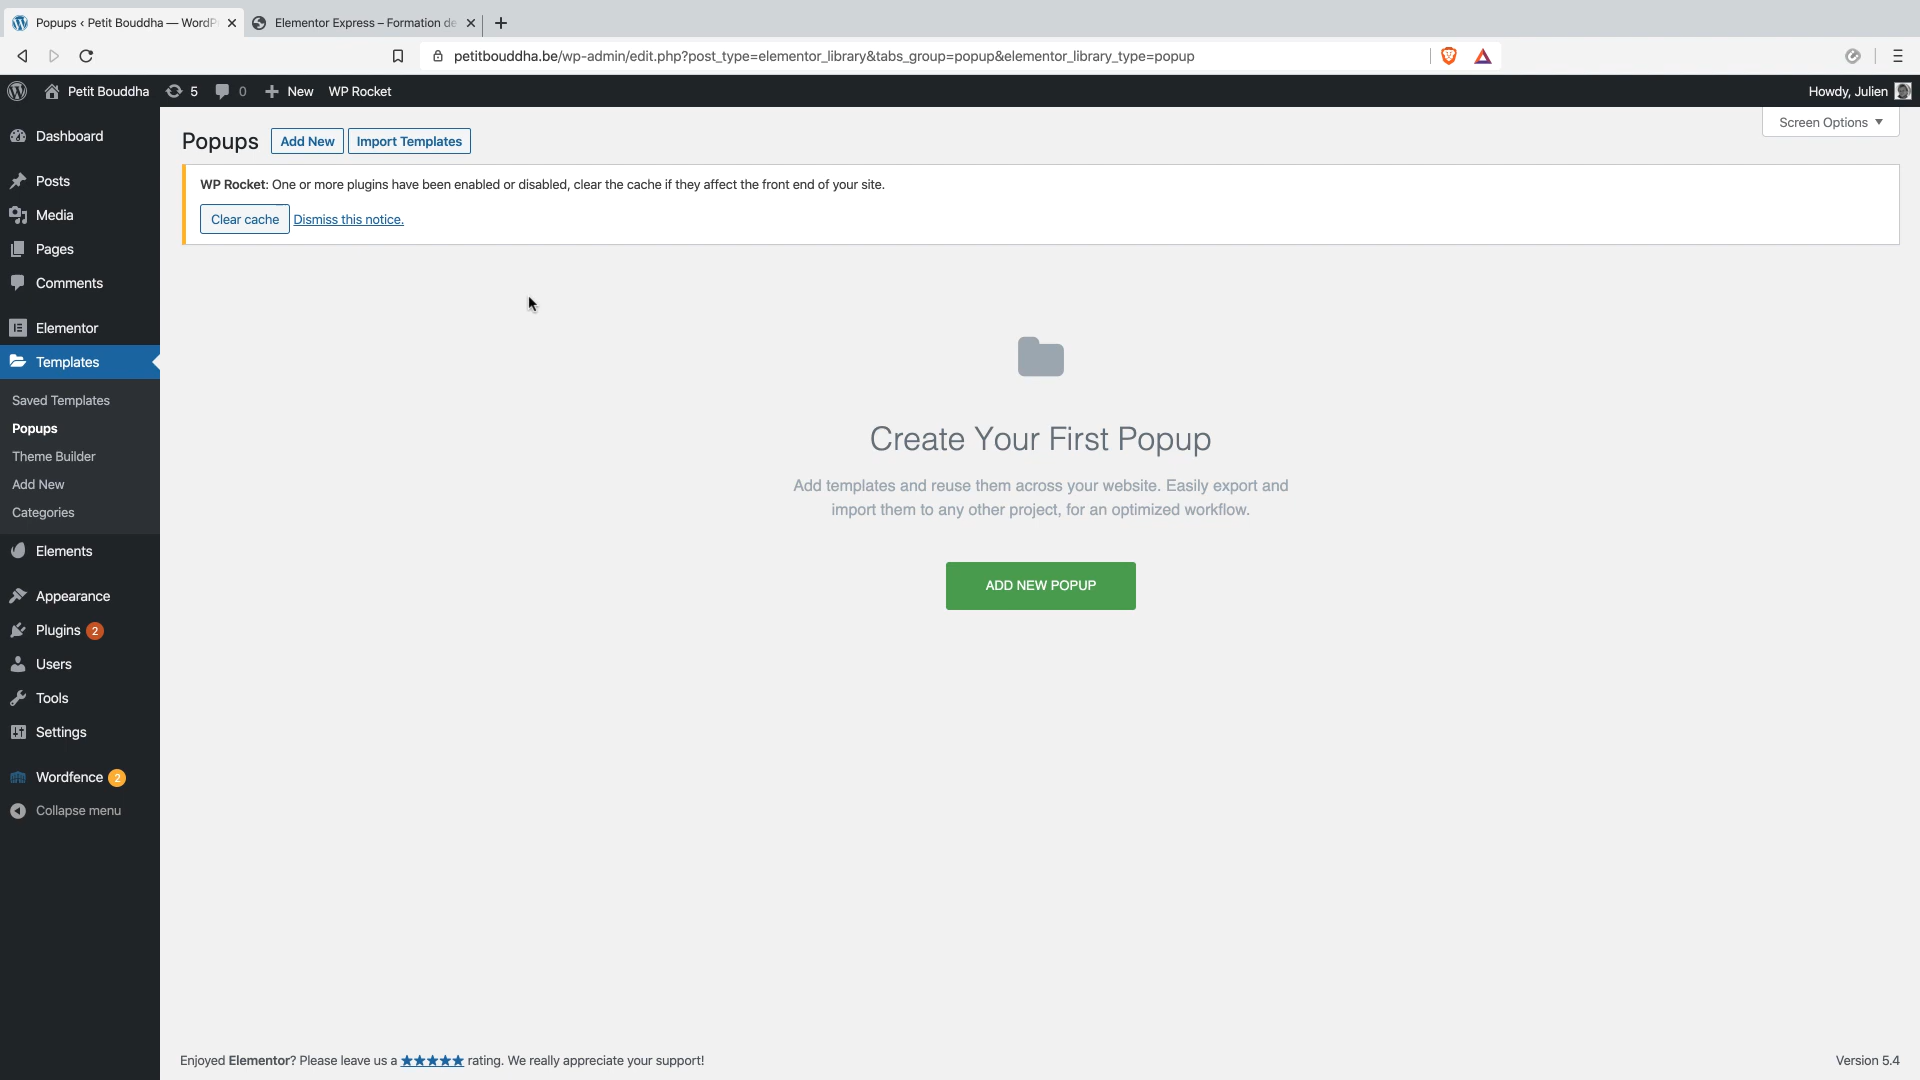 Popups ‹ Petit Bouddha — WordP
Elementor Express – Formation de
petitbouddha.be/wp-admin/edit.php?post_type=elementor_library&tabs_group=popup&elementor_library_type=popup
Petit Bouddha
5
0
New
WP Rocket
Howdy, Julien
Dashboard
Posts
Media
Pages
Comments
Elementor
Templates
Saved Templates
Popups
Theme Builder
Add New
Categories
Elements
Appearance
Plugins 2
Users
Tools
Settings
Wordfence 2
Collapse menu
Screen Options
Popups
Add New
Import Templates
WP Rocket: One or more plugins have been enabled or disabled, clear the cache if they affect the front end of your site.
Clear cache
Dismiss this notice.
Create Your First Popup
Add templates and reuse them across your website. Easily export and
import them to any other project, for an optimized workflow.
ADD NEW POPUP
Enjoyed Elementor? Please leave us a ★★★★★ rating. We really appreciate your support!
Version 5.4